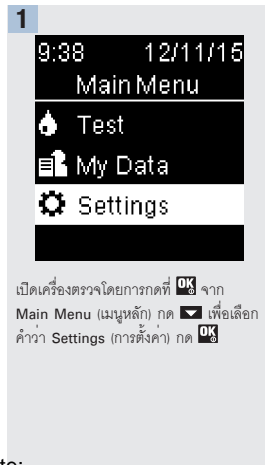 1
9:38 12/11/15
Main Menu
Test
My Data
Settings
เปิดเครื่องตรวจโดยการกดที่ OK จาก
Main Menu (เมนูหลัก) กด เพื่อเลือก
คำว่า Settings (การตั้งค่า) กด OK